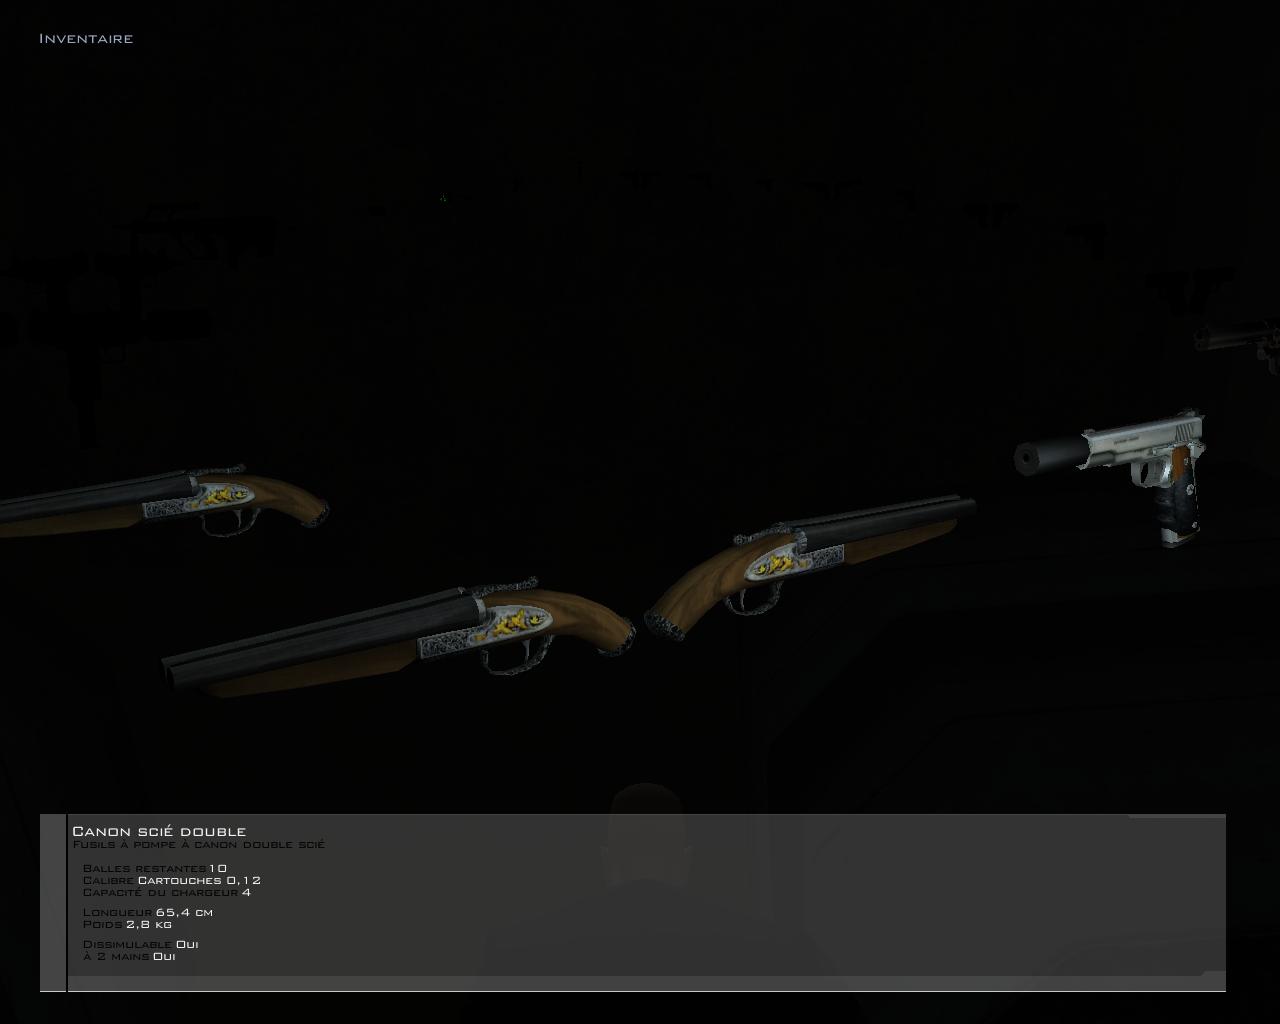 Inventaire
Canon scié double
Fusils à pompe à canon double scié
Balles restantes 10
Calibre Cartouches 0,12
Capacité du chargeur 4
Longueur 65,4 cm
Poids 2,8 kg
Dissimulable Oui
À 2 mains Oui